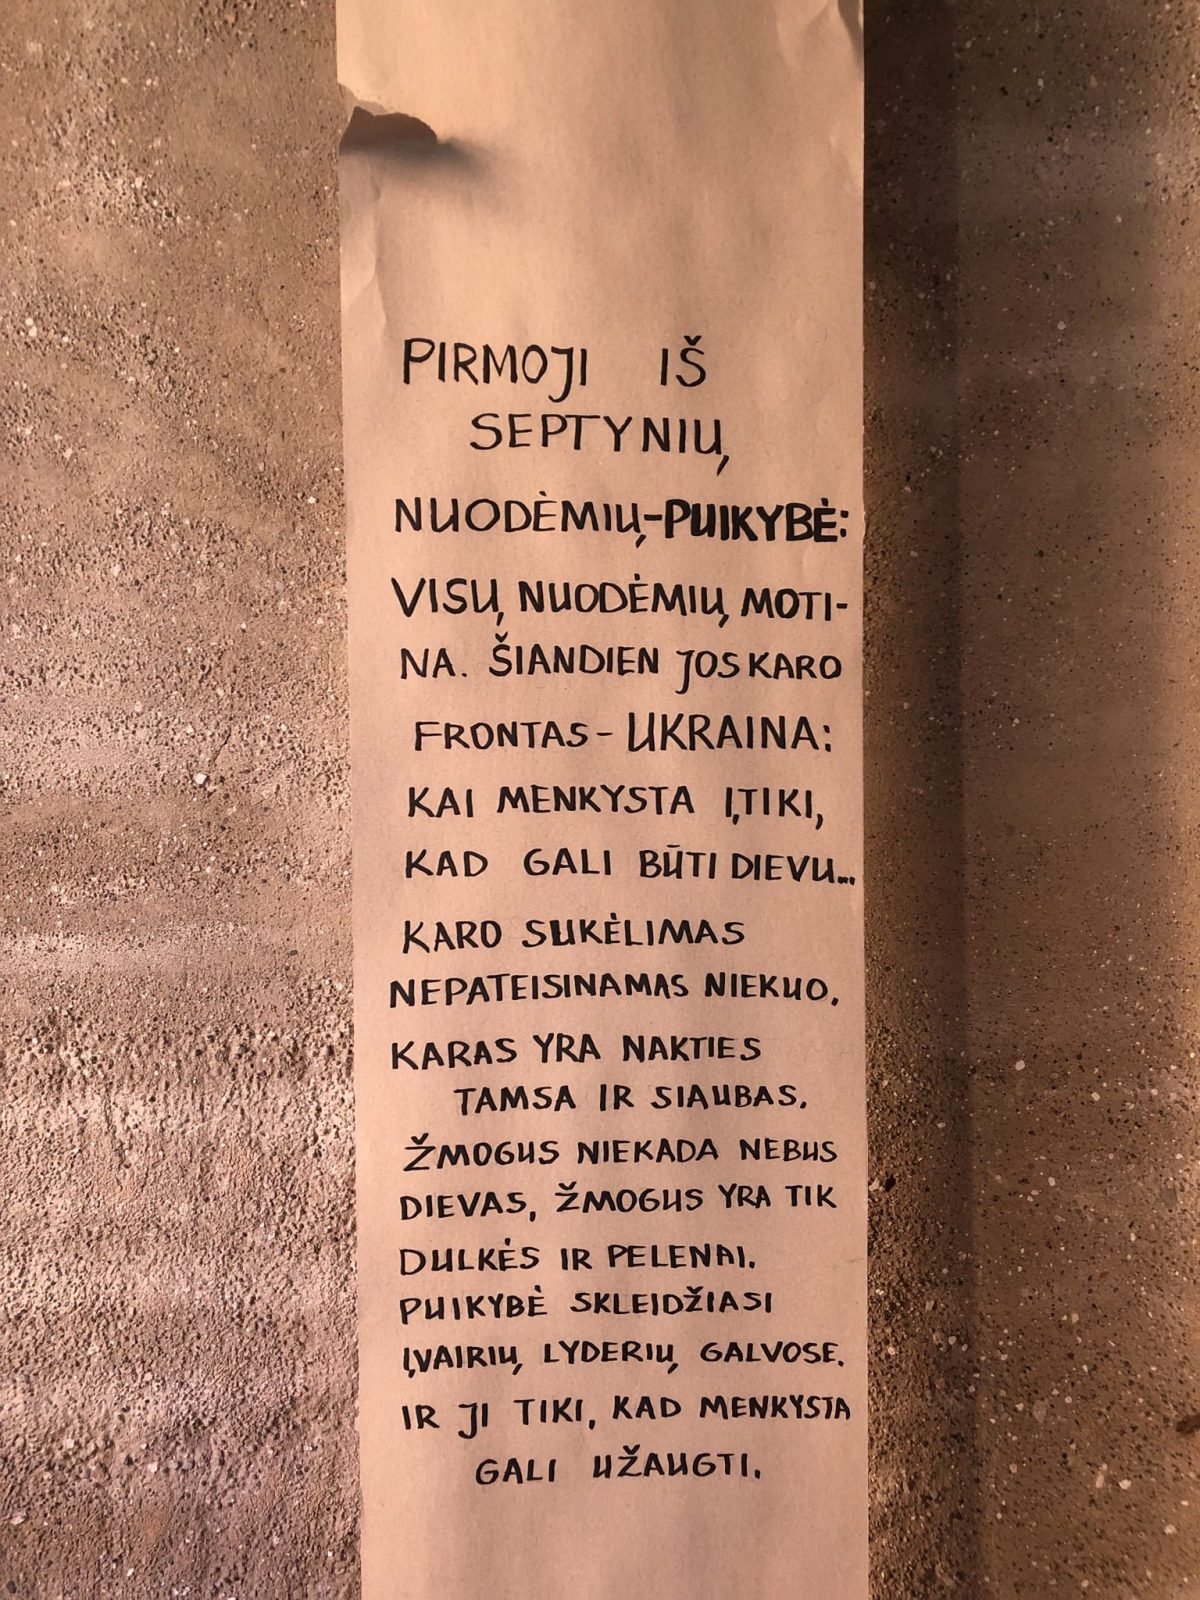 PIRMOJI IŠ
SEPTYNIŲ
NUODĖMIŲ-PUIKYBĖ:
VISŲ NUODĖMIŲ MOTI-
NA. ŠIANDIEN JOS KARO
FRONTAS - UKRAINA:
KAI MENKYSTA ĮTIKI,
KAD GALI BŪTI DIEVU...
KARO SUKĖLIMAS
NEPATEISINAMAS NIEKUO.
KARAS YRA NAKTIES
TAMSA IR SIAUBAS.
ŽMOGUS NIEKADA NEBUS
DIEVAS, ŽMOGUS YRA TIK
DULKĖS IR PELENAI.
PUIKYBĖ SKLEIDŽIASI
ĮVAIRIŲ LYDERIŲ GALVOSE.
IR JI TIKI, KAD MENKYSTA
GALI UŽAUGTI.